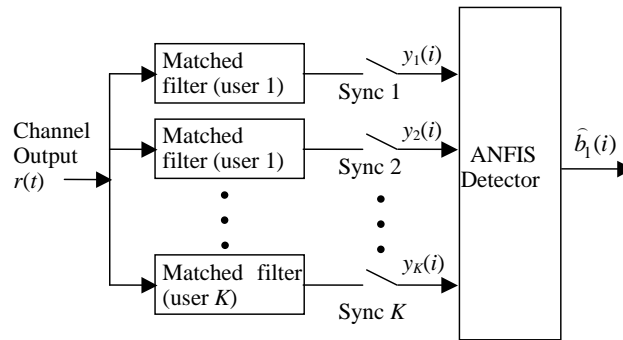 Matched
filter (user 1)
y₁(i)
Sync 1
Channel
Output
r(t)
Matched
filter (user 1)
y₂(i)
Sync 2
ANFIS
Detector
b̂₁(i)
Matched filter
(user K)
y_K(i)
Sync K